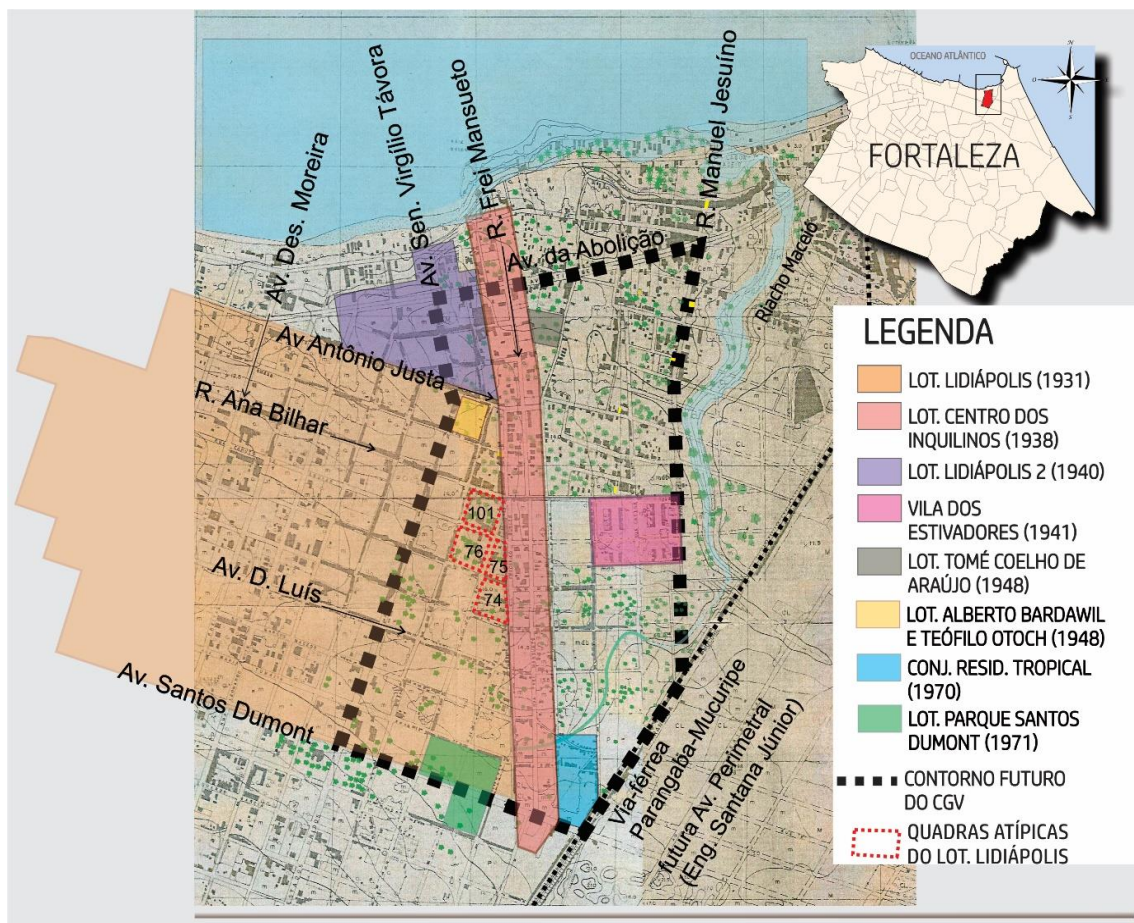 Av. Des. Moreira
Av. Sen. Virgílio Távora
R. Frei Mansueto
R. Manuel Jesuíno
Av. da Abolição
Riacho Maceió
Av Antônio Justa
R. Ana Bilhar
101
76
75
74
Av. D. Luís
Av. Santos Dumont
Via-férrea
Parangaba-Mucuripe
futura Av. Perimetral
(Eng. Santana Júnior)
OCEANO ATLÂNTICO
N
S
FORTALEZA
LEGENDA
LOT. LIDIÁPOLIS (1931)
LOT. CENTRO DOS
INQUILINOS (1938)
LOT. LIDIÁPOLIS 2 (1940)
VILA DOS
ESTIVADORES (1941)
LOT. TOMÉ COELHO DE
ARAÚJO (1948)
LOT. ALBERTO BARDAWIL
E TEÓFILO OTOCH (1948)
CONJ. RESID. TROPICAL
(1970)
LOT. PARQUE SANTOS
DUMONT (1971)
CONTORNO FUTURO
DO CGV
QUADRAS ATÍPICAS
DO LOT. LIDIÁPOLIS